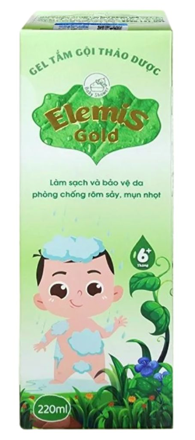 GEL TẮM GỘI THẢO DƯỢC
Elemis
Gold
Làm sạch và bảo vệ da
phòng chống rôm sảy, mụn nhọt
6+
tháng
220ml